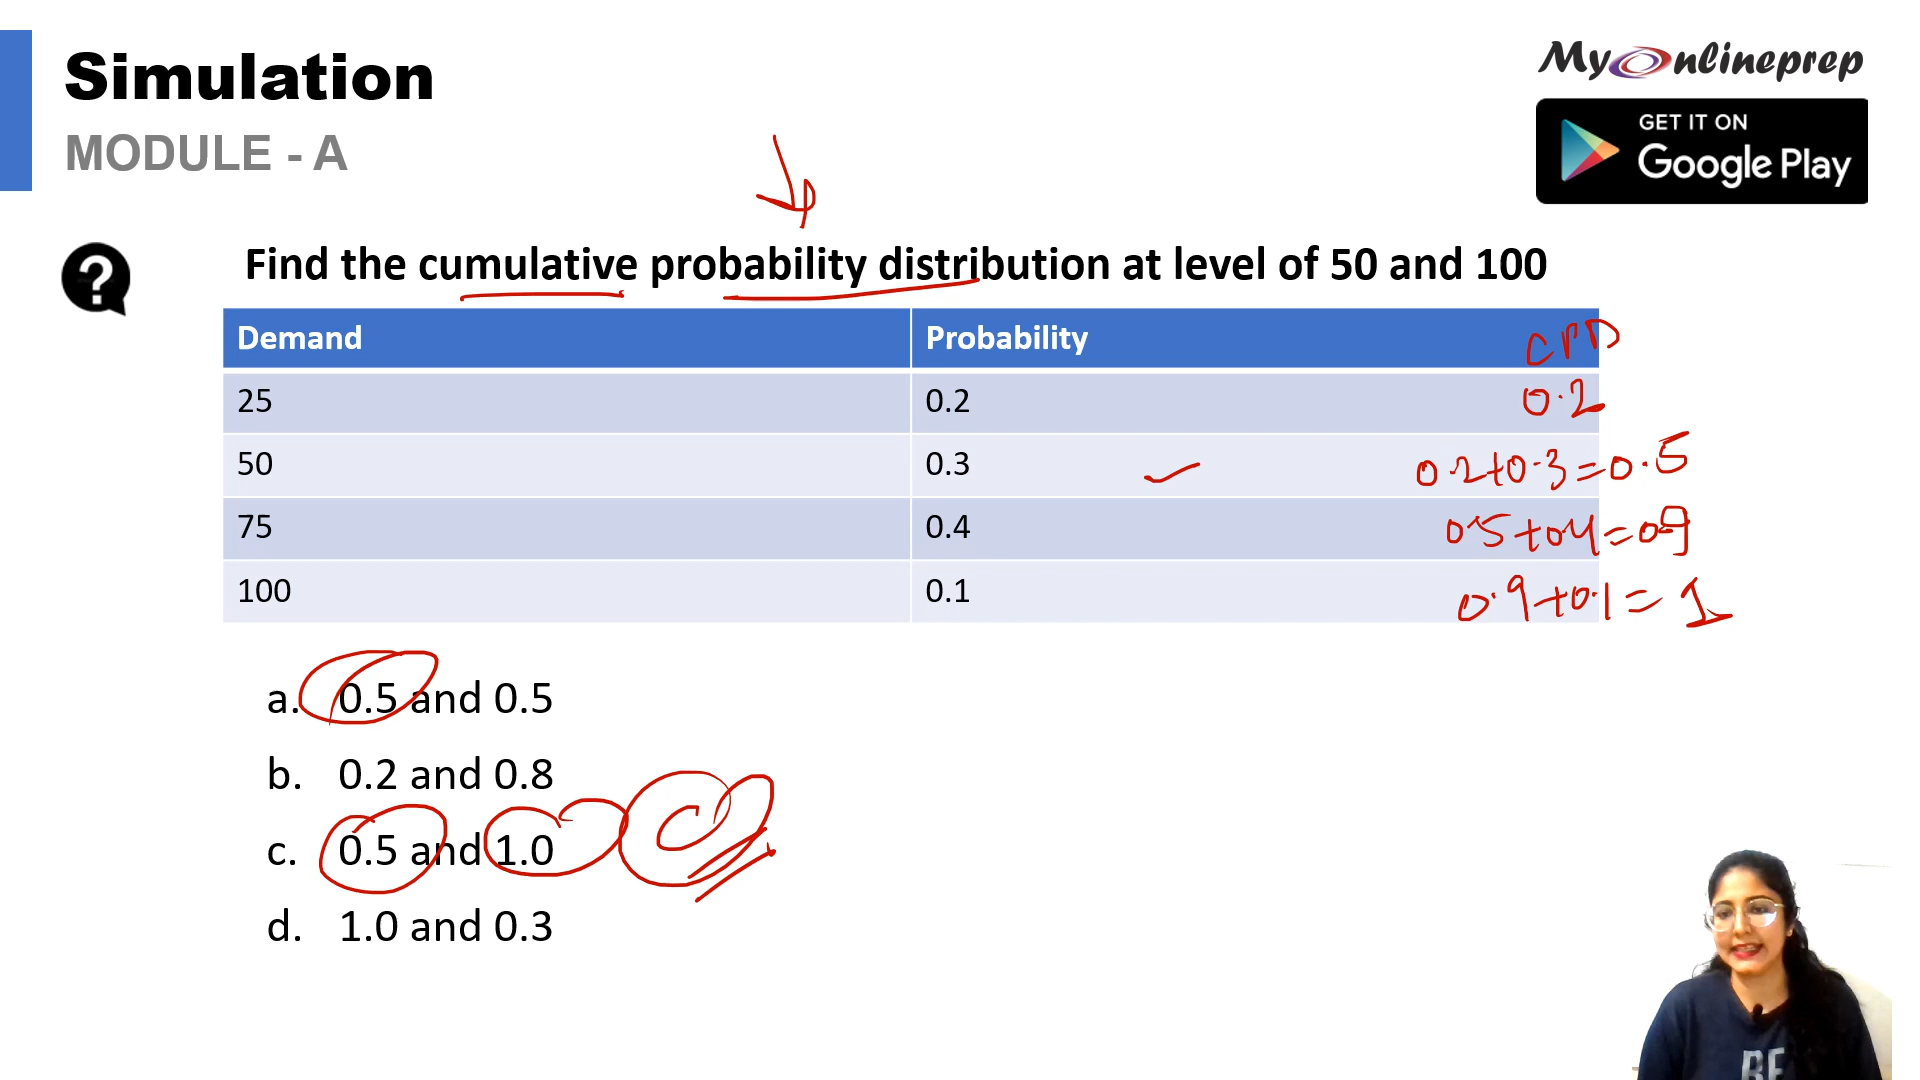 Simulation
MODULE - A
MyOnlineprep
GET IT ON
Google Play
Find the cumulative probability distribution at level of 50 and 100
Demand Probability CPD
25 0.2 0.2
50 0.3 0.2+0.3=0.5
75 0.4 0.5+0.4=0.9
100 0.1 0.9+0.1=1
a. 0.5 and 0.5
b. 0.2 and 0.8
c. 0.5 and 1.0 C
d. 1.0 and 0.3
BE